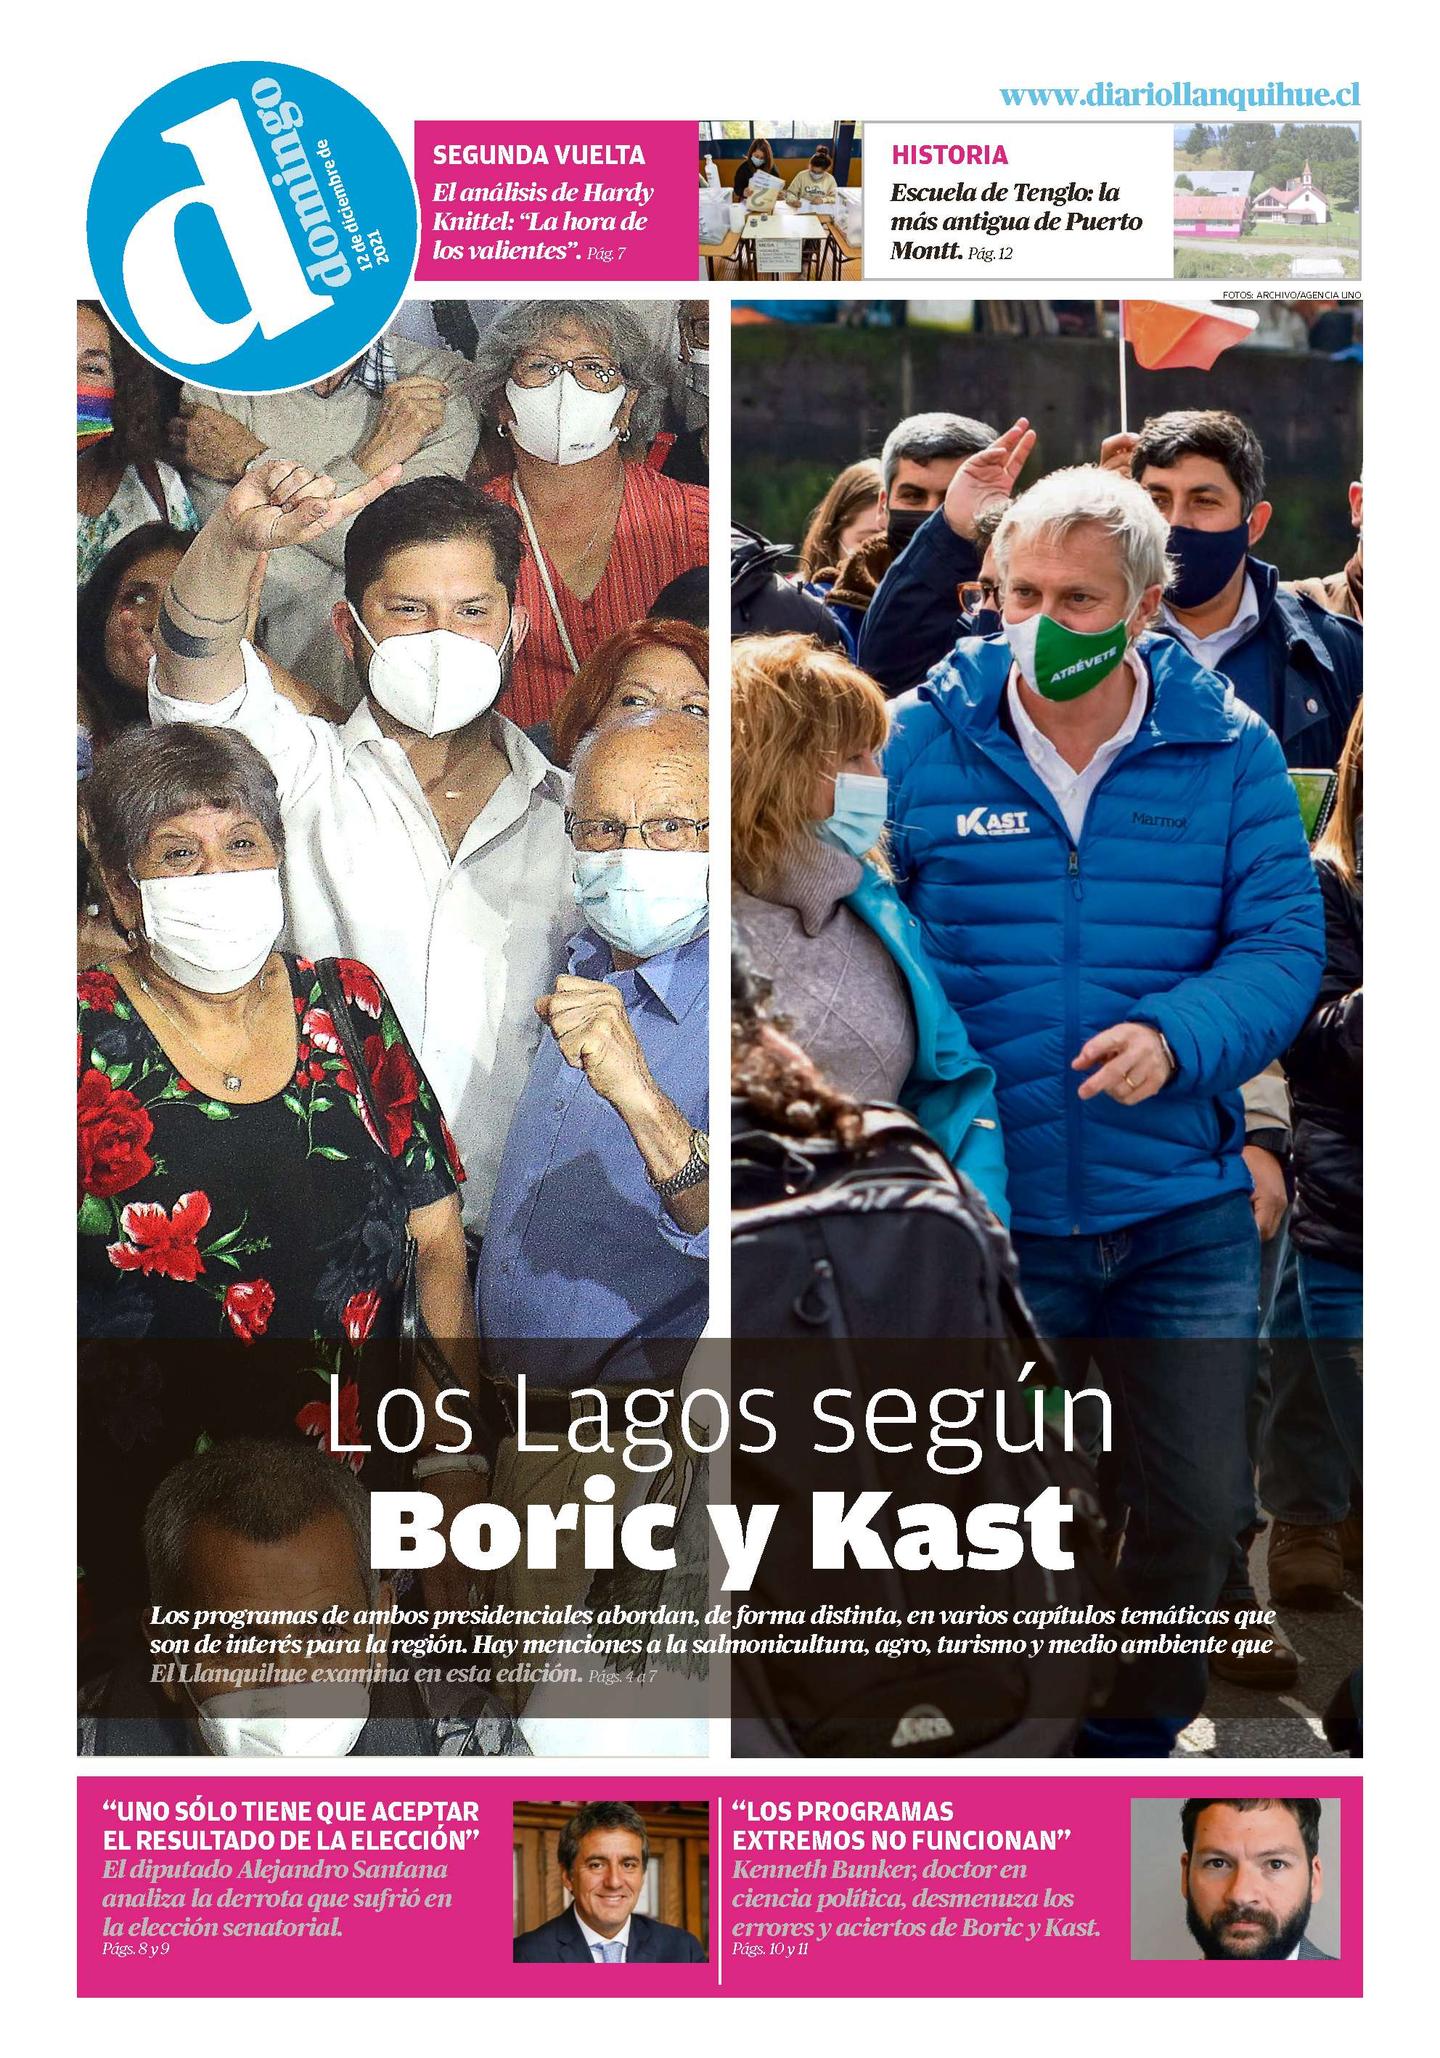 d
domingo
12 de diciembre de
2021
www.diariollanquihue.cl
SEGUNDA VUELTA
El análisis de Hardy
Knittel: “La hora de
los valientes”. Pág. 7
HISTORIA
Escuela de Tenglo: la
más antigua de Puerto
Montt. Pág. 12
FOTOS: ARCHIVO/AGENCIA UNO
ATRÉVETE
KAST
Marmot
Los Lagos según
Boric y Kast
Los programas de ambos presidenciales abordan, de forma distinta, en varios capítulos temáticas que
son de interés para la región. Hay menciones a la salmonicultura, agro, turismo y medio ambiente que
El Llanquihue examina en esta edición. Págs. 4 a 7
“UNO SÓLO TIENE QUE ACEPTAR
EL RESULTADO DE LA ELECCIÓN”
El diputado Alejandro Santana
analiza la derrota que sufrió en
la elección senatorial.
Págs. 8 y 9
“LOS PROGRAMAS
EXTREMOS NO FUNCIONAN”
Kenneth Bunker, doctor en
ciencia política, desmenuza los
errores y aciertos de Boric y Kast.
Págs. 10 y 11